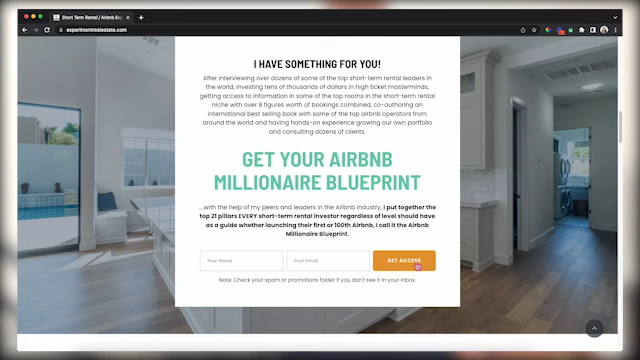 Short Term Rental / Airbnb Ex
experimentrealestate.com
I HAVE SOMETHING FOR YOU!
After interviewing over dozens of some of the top short-term rental leaders in
the world, investing tens of thousands of dollars in high ticket masterminds,
getting access to information in some of the top rooms in the short-term rental
niche with over 8 figures worth of bookings combined, co-authoring an
international best selling book with some of the top airbnb operators from
around the world and having hands-on experience growing our own portfolio
and consulting dozens of clients.
GET YOUR AIRBNB
MILLIONAIRE BLUEPRINT
...with the help of my peers and leaders in the Airbnb industry, I put together the
top 21 pillars EVERY short-term rental investor regardless of level should have
as a guide whether launching their first or 100th Airbnb, I call it the Airbnb
Millionaire Blueprint.
Your Name Your Email GET ACCESS
Note: Check your spam or promotions folder if you don't see it in your inbox.